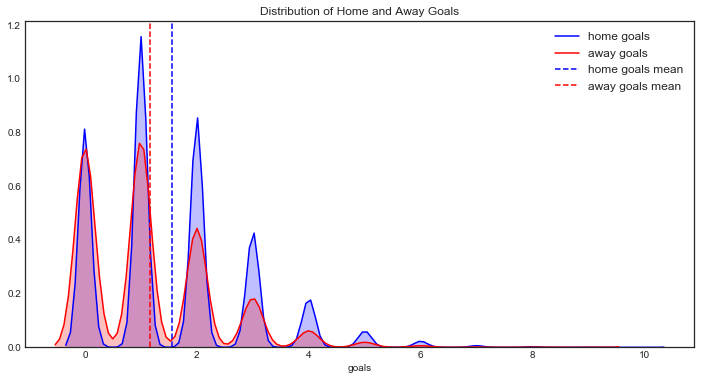 Distribution of Home and Away Goals
home goals
away goals
home goals mean
away goals mean
1.2
1.0
0.8
0.6
0.4
0.2
0.0
0 2 4 6 8 10
goals